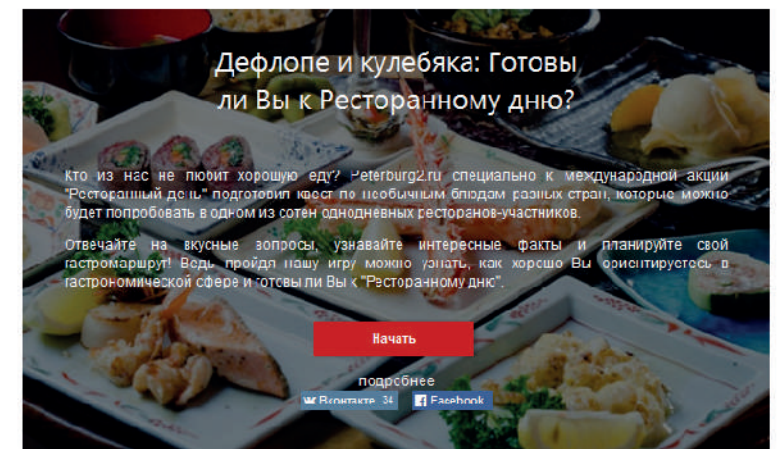 Дефлопе и кулебяка: Готовы
ли Вы к Ресторанному дню?
Кто из нас не любит хорошую еду? Peterburg2.ru специально к международной акции
"Ресторанный день" подготовил квест по необычным блюдам разных стран, которые можно
будет попробовать в одном из сотен однодневных ресторанов-участников.
Отвечайте на вкусные вопросы, узнавайте интересные факты и планируйте свой
гастромаршрут! Ведь пройдя нашу игру можно узнать, как хорошо Вы ориентируетесь в
гастрономической сфере и готовы ли Вы к "Ресторанному дню".
Начать
подробнее
Вконтакте 34 Facebook